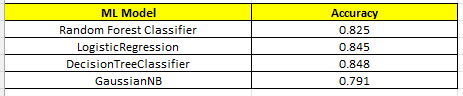 ML Model Accuracy
Random Forest Classifier 0.825
LogisticRegression 0.845
DecisionTreeClassifier 0.848
GaussianNB 0.791